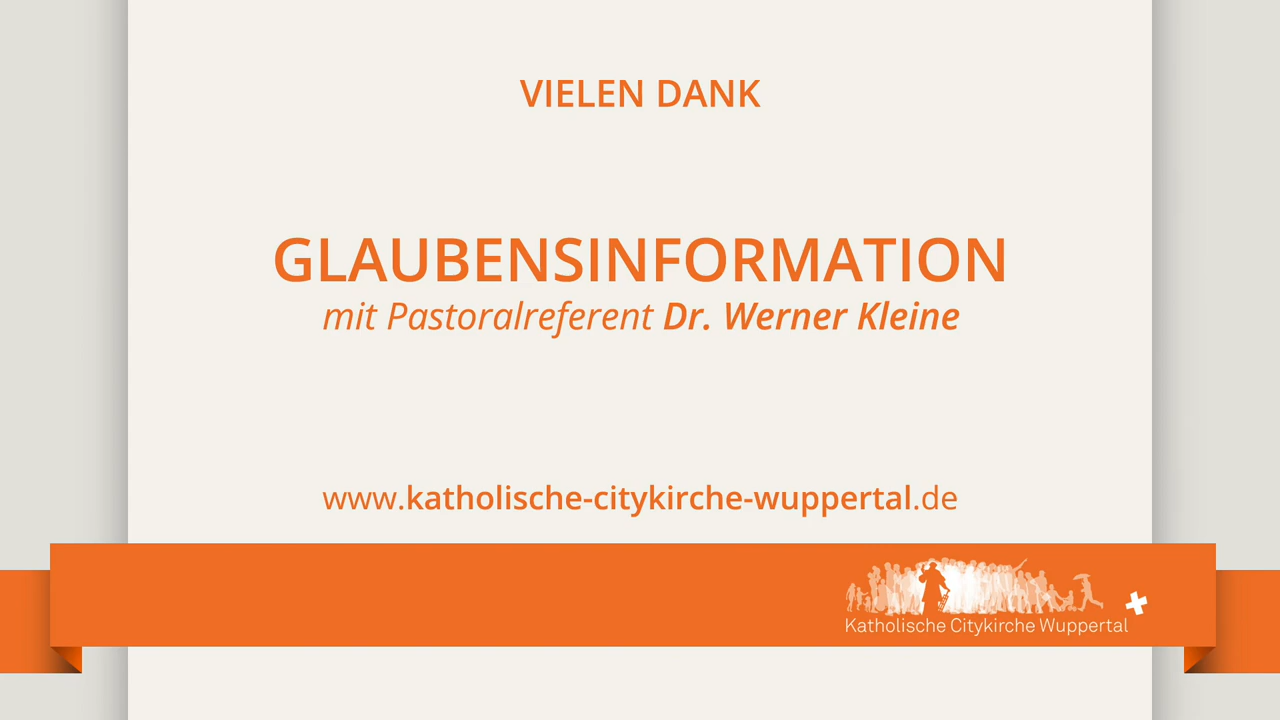 VIELEN DANK
GLAUBENSINFORMATION
mit Pastoralreferent Dr. Werner Kleine
www.katholische-citykirche-wuppertal.de
Katholische Citykirche Wuppertal